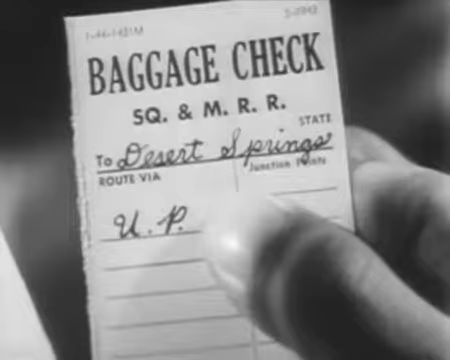 BAGGAGE CHECK
SQ. & M. R. R.
STATE
To Desert Springs
ROUTE VIA Junction Points
U. P.